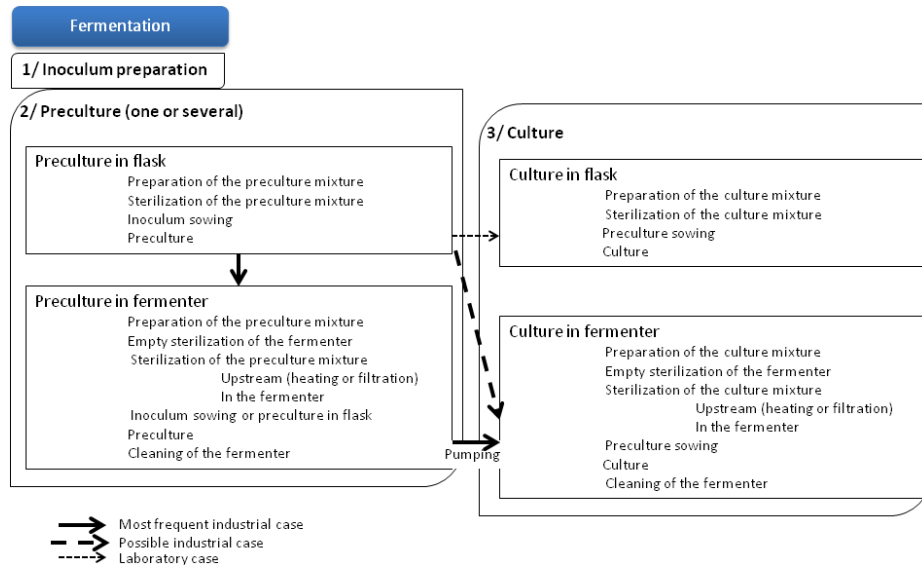 Fermentation
1/ Inoculum preparation
2/ Preculture (one or several)
Preculture in flask
Preparation of the preculture mixture
Sterilization of the preculture mixture
Inoculum sowing
Preculture
Preculture in fermenter
Preparation of the preculture mixture
Empty sterilization of the fermenter
Sterilization of the preculture mixture
Upstream (heating or filtration)
In the fermenter
Inoculum sowing or preculture in flask
Preculture
Cleaning of the fermenter
Pumping
3/ Culture
Culture in flask
Preparation of the culture mixture
Sterilization of the culture mixture
Preculture sowing
Culture
Culture in fermenter
Preparation of the culture mixture
Empty sterilization of the fermenter
Sterilization of the culture mixture
Upstream (heating or filtration)
In the fermenter
Preculture sowing
Culture
Cleaning of the fermenter
Most frequent industrial case
Possible industrial case
Laboratory case